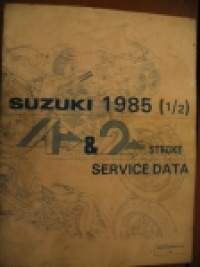 SUZUKI 1985 (1/2)
4 & 2 STROKE
SERVICE DATA